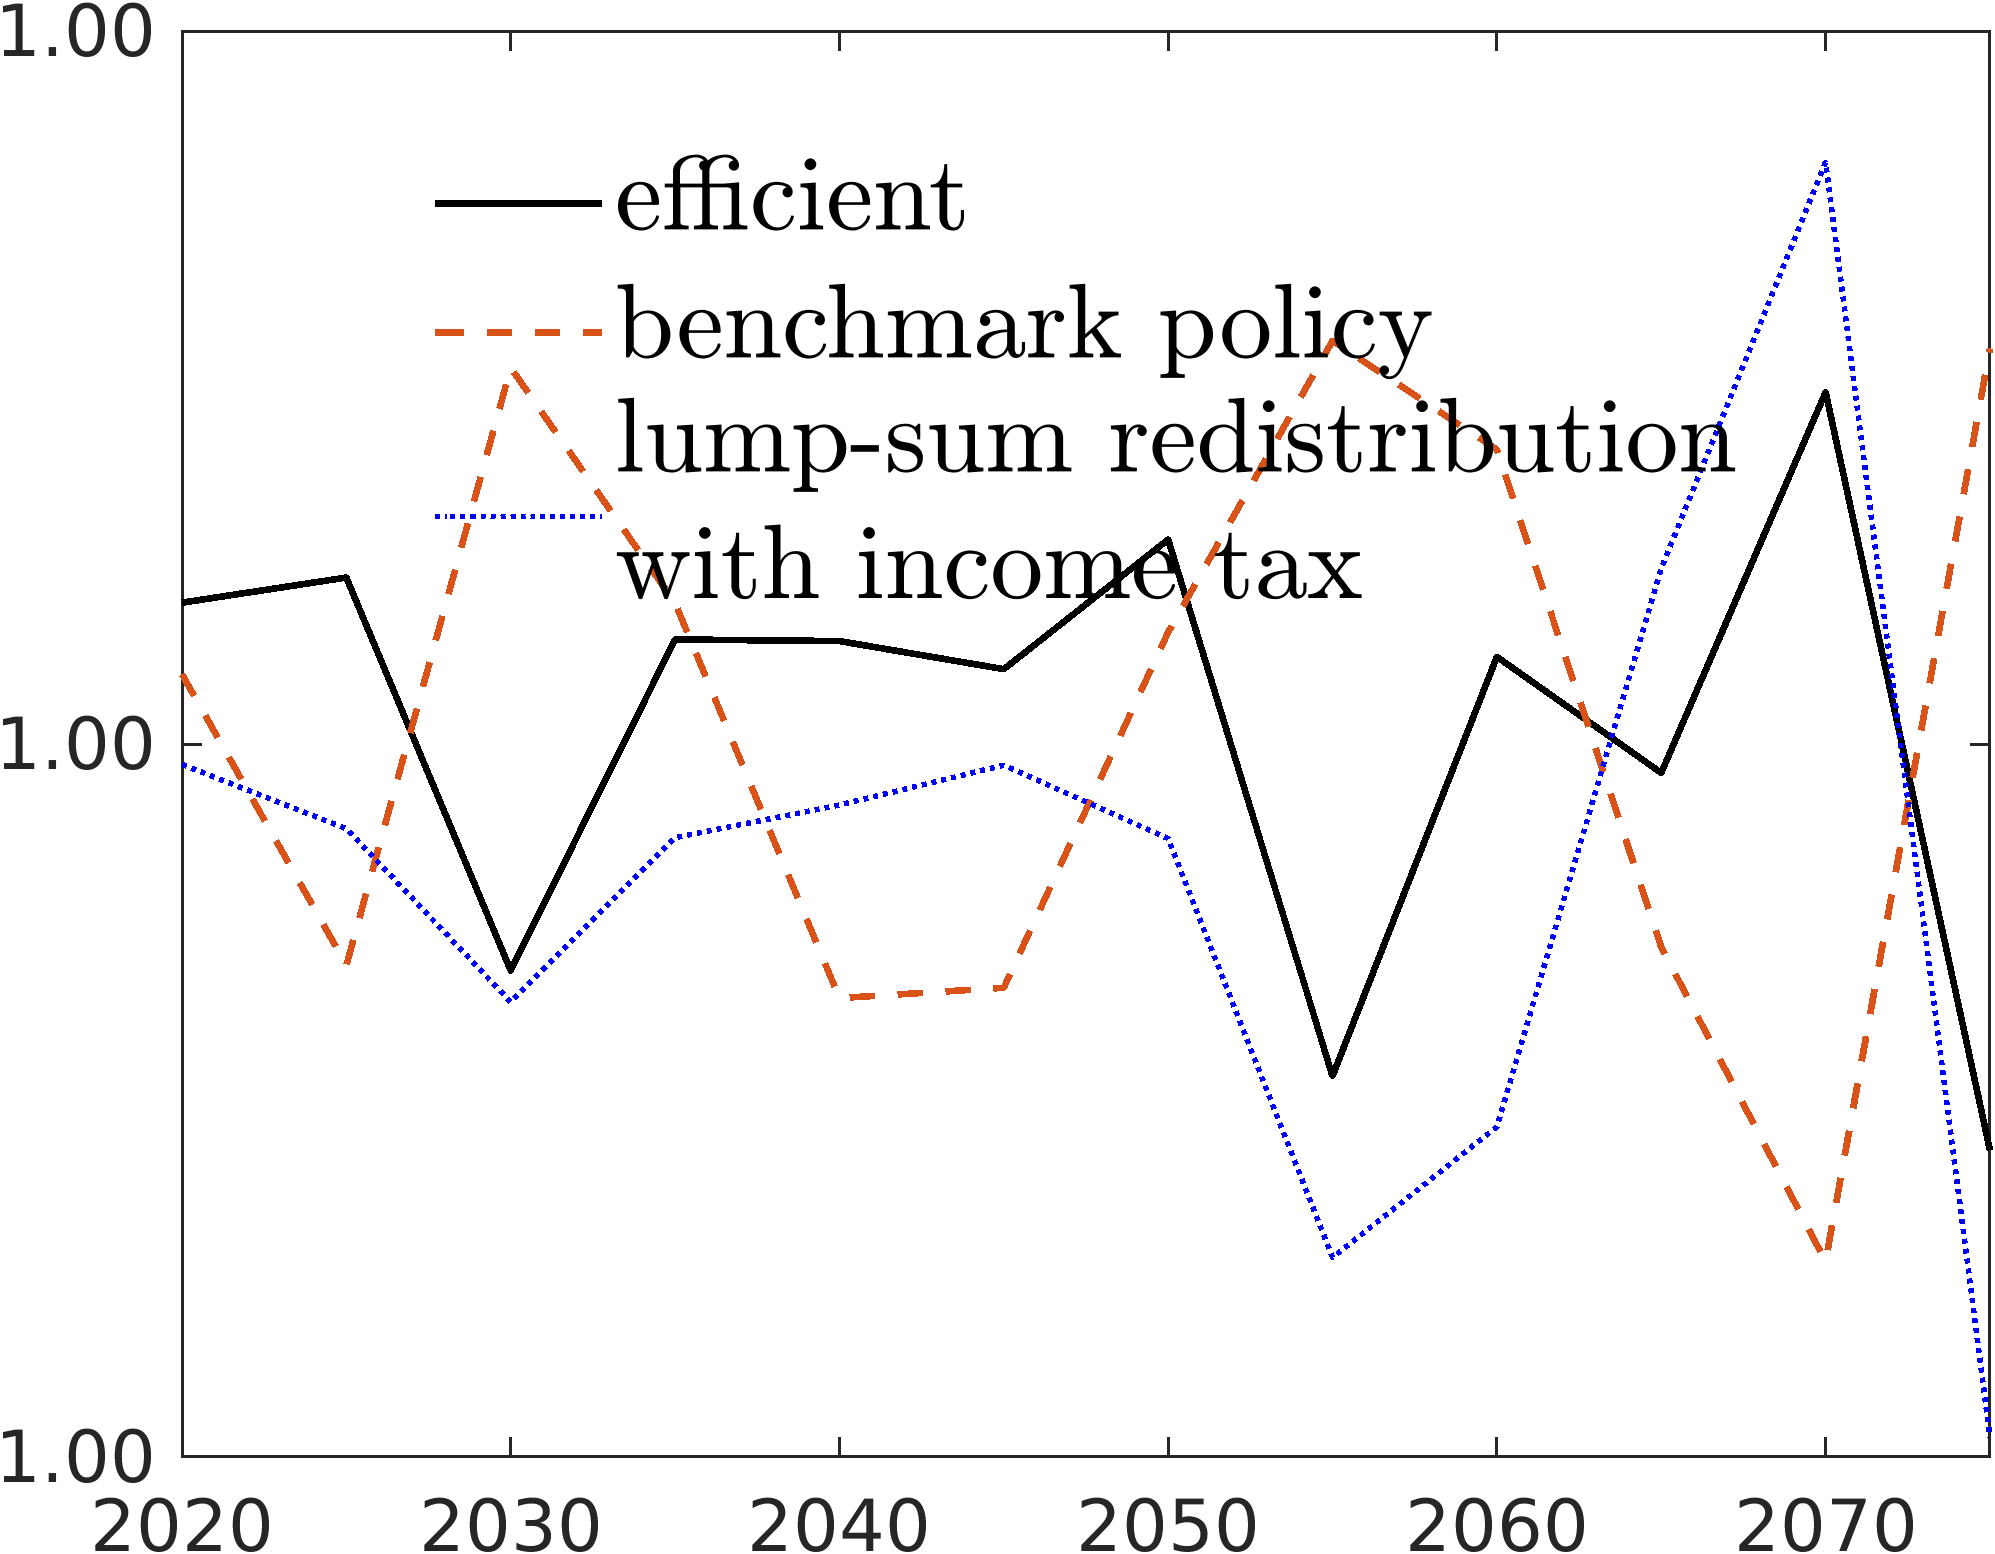 1.00
efficient
benchmark policy
lump-sum redistribution
with income tax
1.00
1.00
2020 2030 2040 2050 2060 2070